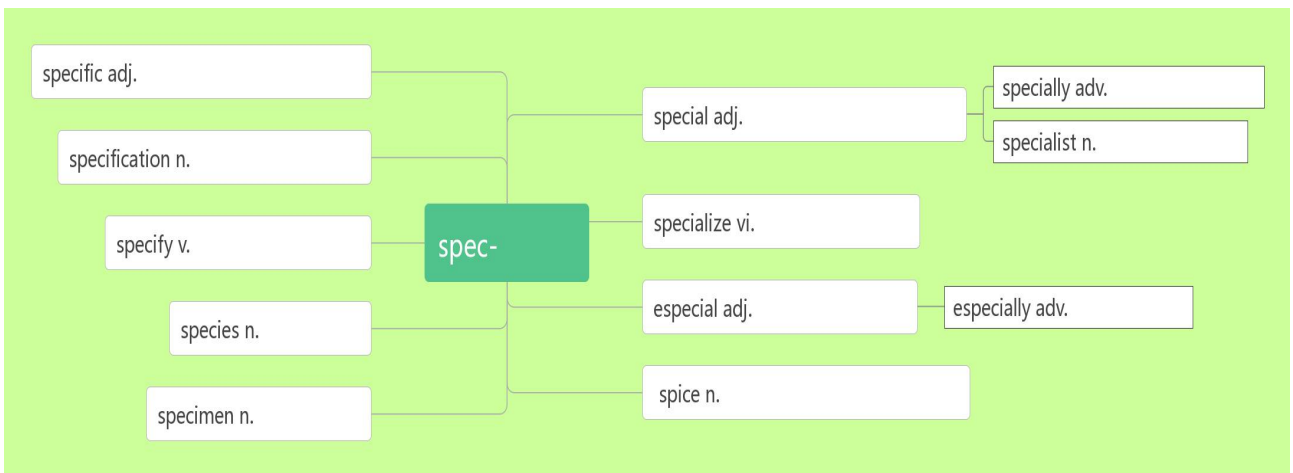 specific adj.
specification n.
specify v.
species n.
specimen n.
spec-
special adj.
specially adv.
specialist n.
specialize vi.
especial adj.
especially adv.
spice n.